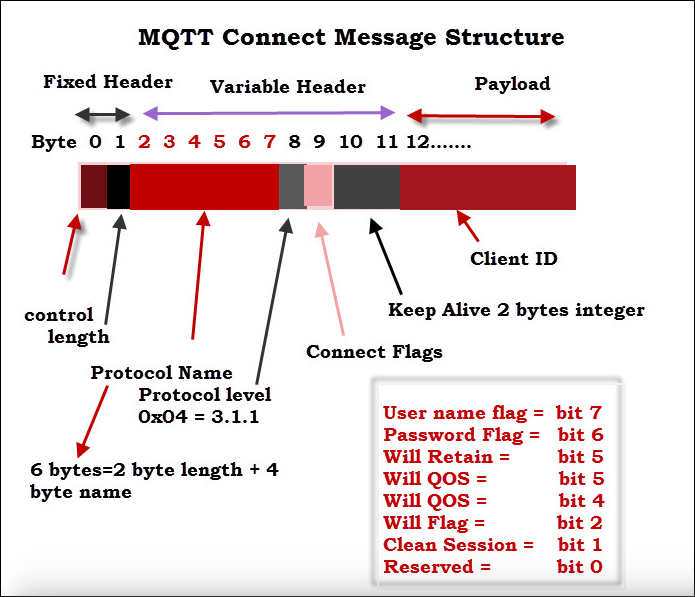 MQTT Connect Message Structure
Fixed Header
Variable Header
Payload
Byte 0 1 2 3 4 5 6 7 8 9 10 11 12.......
control
length
Protocol Name
Protocol level
0x04 = 3.1.1
6 bytes=2 byte length + 4
byte name
Connect Flags
Keep Alive 2 bytes integer
Client ID
User name flag = bit 7
Password Flag = bit 6
Will Retain = bit 5
Will QOS = bit 5
Will QOS = bit 4
Will Flag = bit 2
Clean Session = bit 1
Reserved = bit 0